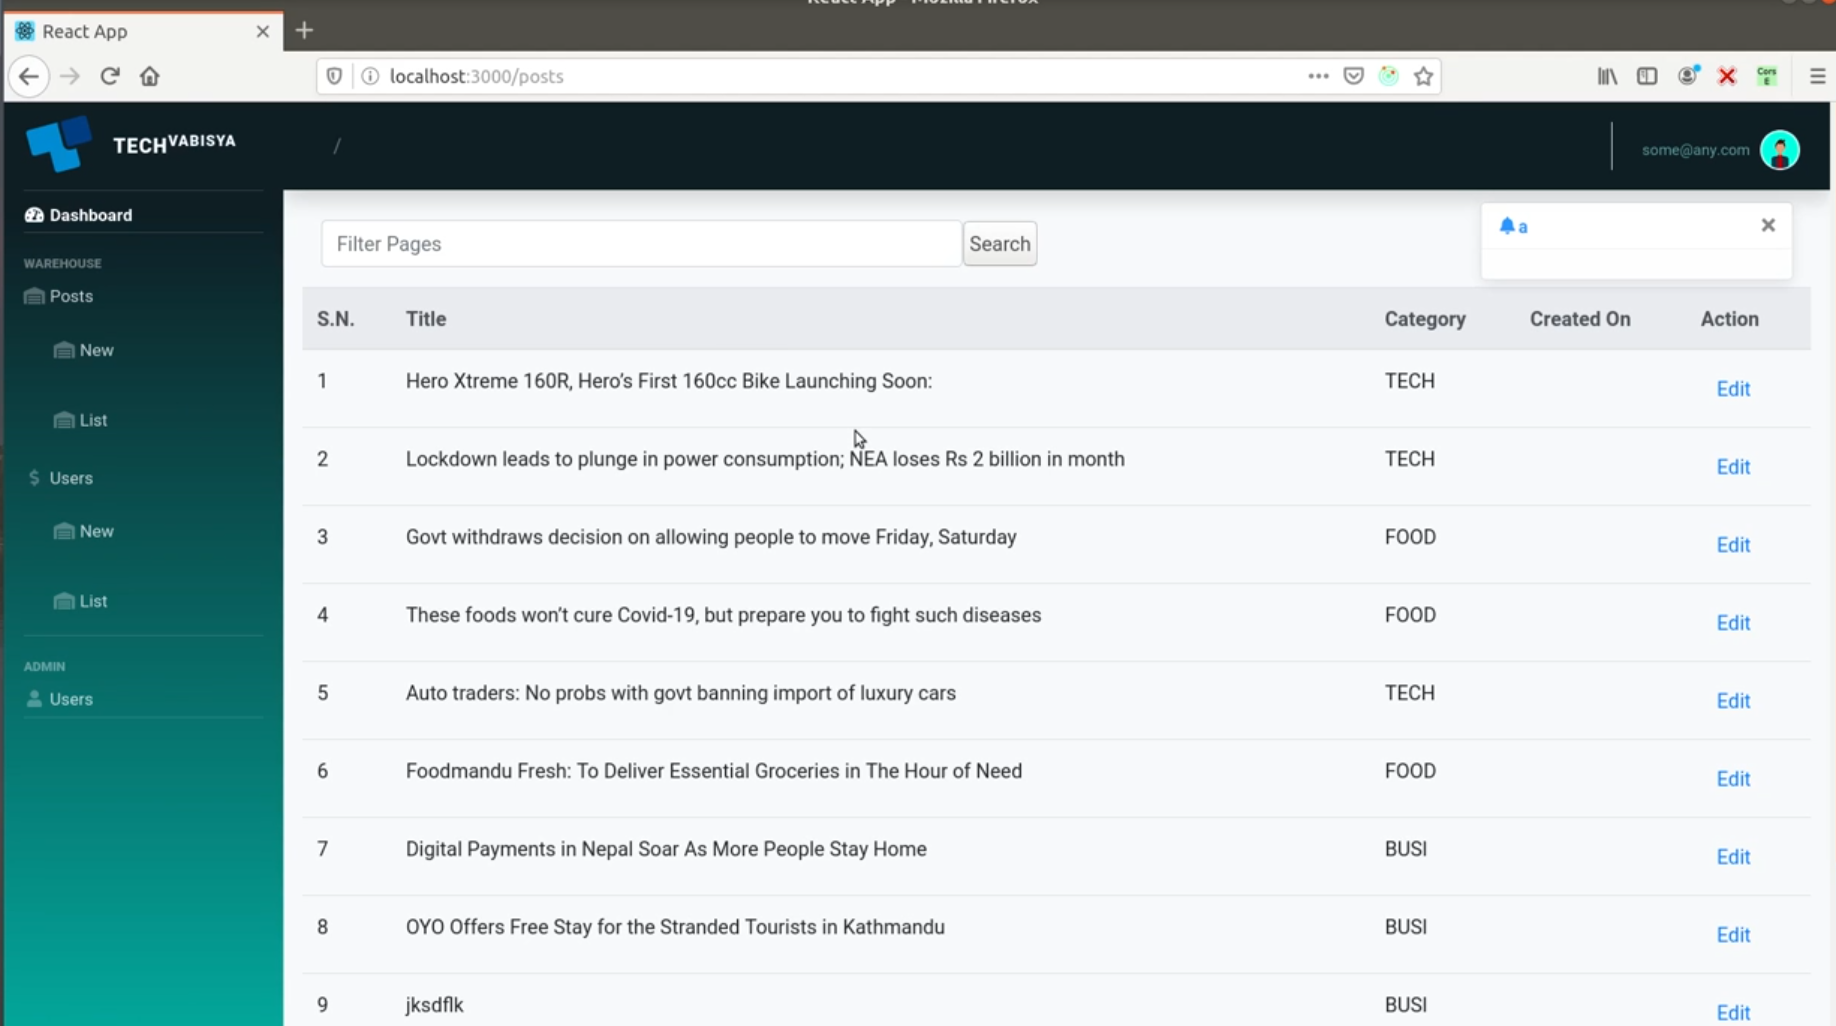 React App - Mozilla Firefox
React App
localhost:3000/posts
Cors
E
TECHVABISYA
/
some@any.com
Dashboard
WAREHOUSE
Posts
New
List
Users
New
List
ADMIN
Users
Filter Pages
Search
a
S.N. Title Category Created On Action
1 Hero Xtreme 160R, Hero’s First 160cc Bike Launching Soon: TECH Edit
2 Lockdown leads to plunge in power consumption; NEA loses Rs 2 billion in month TECH Edit
3 Govt withdraws decision on allowing people to move Friday, Saturday FOOD Edit
4 These foods won’t cure Covid-19, but prepare you to fight such diseases FOOD Edit
5 Auto traders: No probs with govt banning import of luxury cars TECH Edit
6 Foodmandu Fresh: To Deliver Essential Groceries in The Hour of Need FOOD Edit
7 Digital Payments in Nepal Soar As More People Stay Home BUSI Edit
8 OYO Offers Free Stay for the Stranded Tourists in Kathmandu BUSI Edit
9 jksdflk BUSI Edit